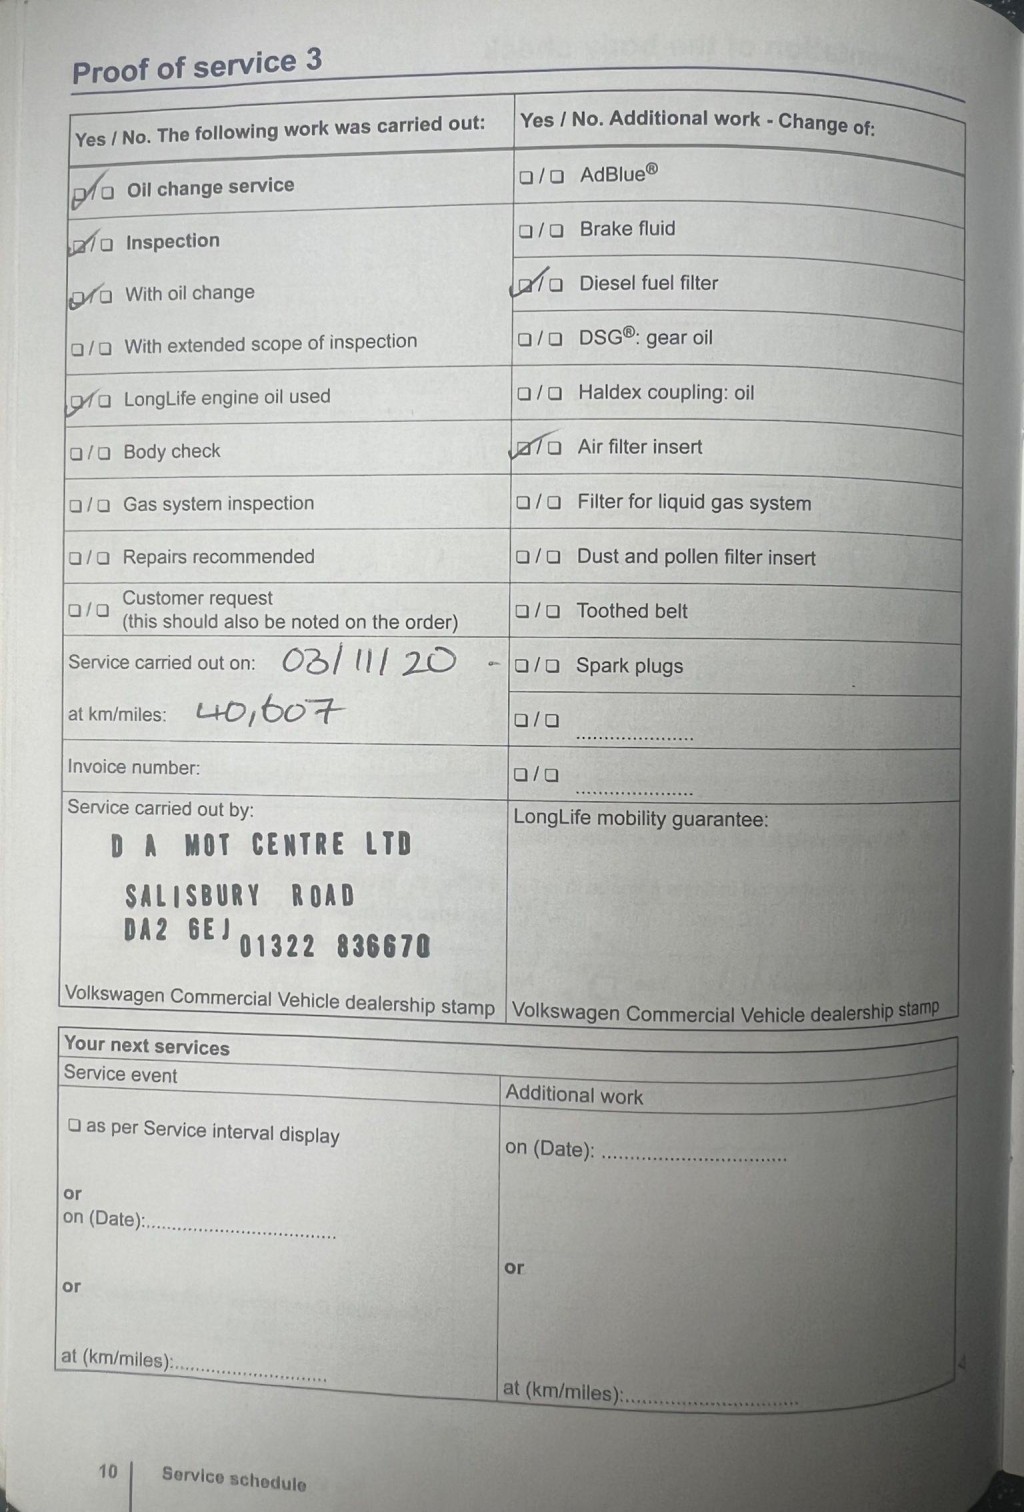 Proof of service 3
Yes / No. The following work was carried out:
☑/☐ Oil change service
☑/☐ Inspection
☑/☐ With oil change
☐/☐ With extended scope of inspection
☑/☐ LongLife engine oil used
☐/☐ Body check
☐/☐ Gas system inspection
☐/☐ Repairs recommended
☐/☐ Customer request
(this should also be noted on the order)
Service carried out on: 03/11/20
at km/miles: 40,607
Invoice number:
Service carried out by:
D A MOT CENTRE LTD
SALISBURY ROAD
DA2 6EJ
01322 836670
Volkswagen Commercial Vehicle dealership stamp
Yes / No. Additional work - Change of:
☐/☐ AdBlue®
☐/☐ Brake fluid
☑/☐ Diesel fuel filter
☐/☐ DSG®: gear oil
☐/☐ Haldex coupling: oil
☑/☐ Air filter insert
☐/☐ Filter for liquid gas system
☐/☐ Dust and pollen filter insert
☐/☐ Toothed belt
☐/☐ Spark plugs
☐/☐ ....................
☐/☐ ....................
LongLife mobility guarantee:
Volkswagen Commercial Vehicle dealership stamp
Your next services
Service event
☐ as per Service interval display
or
on (Date):..................................
or
at (km/miles):...........................
Additional work
on (Date): .................................
or
at (km/miles):...............................
10
Service schedule